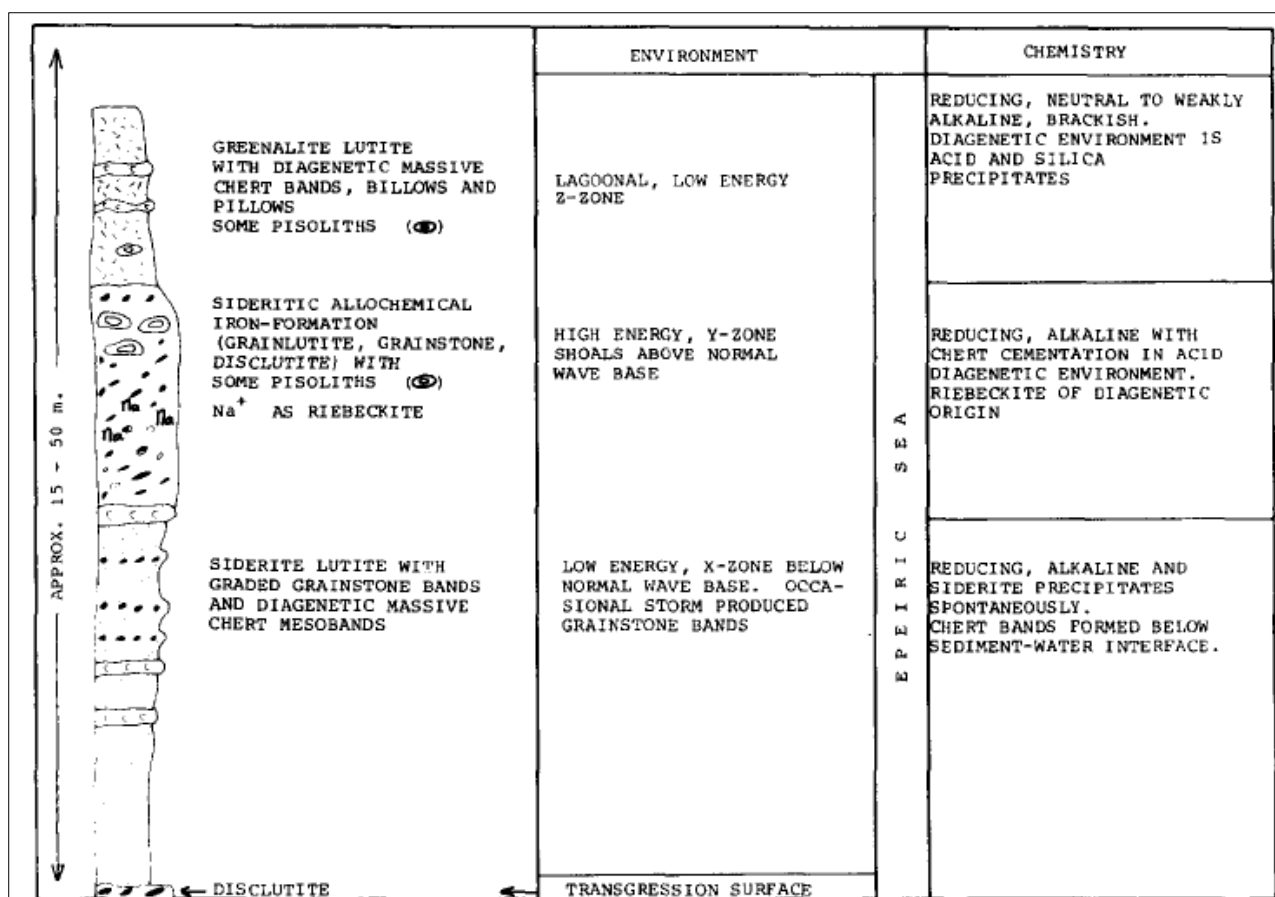 ENVIRONMENT
CHEMISTRY
APPROX. 15 - 50 m.
GREENALITE LUTITE
WITH DIAGENETIC MASSIVE
CHERT BANDS, BILLOWS AND
PILLOWS
SOME PISOLITHS ( )
LAGOONAL, LOW ENERGY
Z-ZONE
REDUCING, NEUTRAL TO WEAKLY
ALKALINE, BRACKISH.
DIAGENETIC ENVIRONMENT IS
ACID AND SILICA
PRECIPITATES
SIDERITIC ALLOCHEMICAL
IRON-FORMATION
(GRAINLUTITE, GRAINSTONE,
DISCLUTITE) WITH
SOME PISOLITHS ( )
Na+ AS RIEBECKITE
Na
Na
Na
HIGH ENERGY, Y-ZONE
SHOALS ABOVE NORMAL
WAVE BASE
REDUCING, ALKALINE WITH
CHERT CEMENTATION IN ACID
DIAGENETIC ENVIRONMENT.
RIEBECKITE OF DIAGENETIC
ORIGIN
EPEIRIC SEA
SIDERITE LUTITE WITH
GRADED GRAINSTONE BANDS
AND DIAGENETIC MASSIVE
CHERT MESOBANDS
LOW ENERGY, X-ZONE BELOW
NORMAL WAVE BASE. OCCA-
SIONAL STORM PRODUCED
GRAINSTONE BANDS
REDUCING, ALKALINE AND
SIDERITE PRECIPITATES
SPONTANEOUSLY.
CHERT BANDS FORMED BELOW
SEDIMENT-WATER INTERFACE.
DISCLUTITE
TRANSGRESSION SURFACE